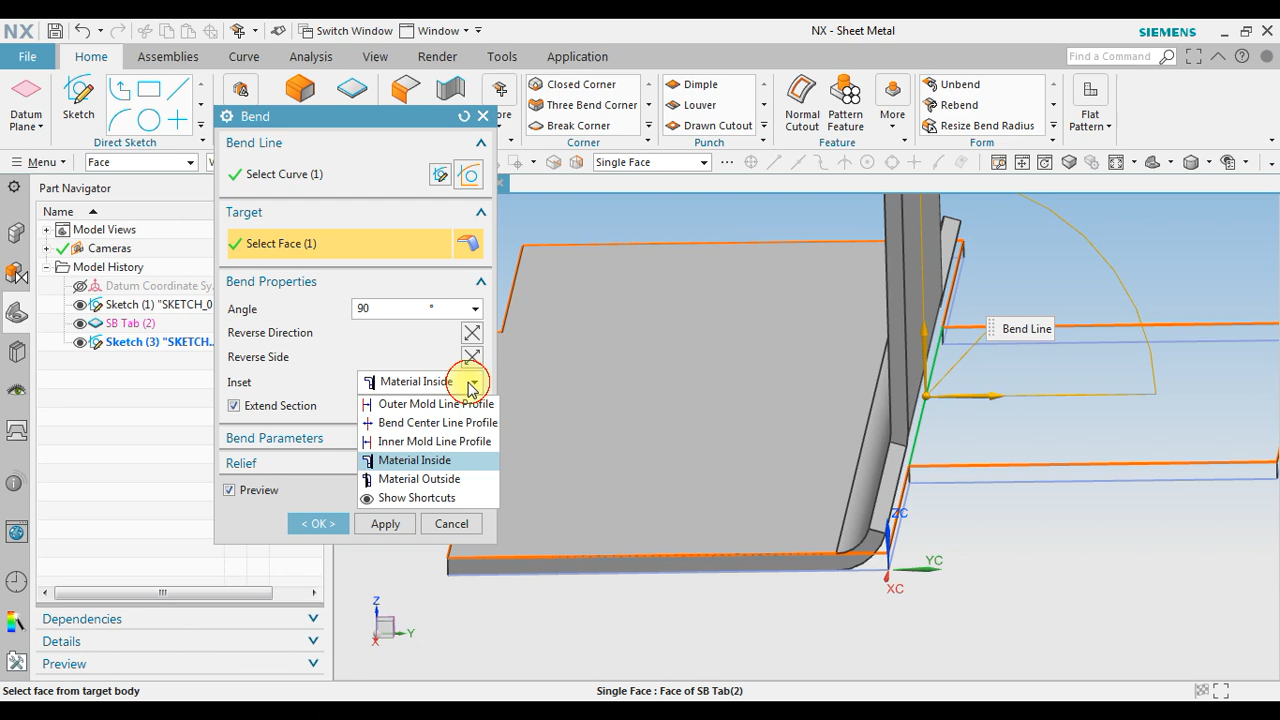 NX
Switch Window
Window
NX - Sheet Metal
SIEMENS
File
Home
Assemblies
Curve
Analysis
View
Render
Tools
Application
Find a Command
Datum Plane
Sketch
Direct Sketch
Closed Corner
Three Bend Corner
Break Corner
Corner
Dimple
Louver
Drawn Cutout
Punch
Normal Cutout
Pattern Feature
More
Feature
Unbend
Rebend
Resize Bend Radius
Form
Flat Pattern
Menu
Face
Single Face
Part Navigator
Name
Model Views
Cameras
Model History
Datum Coordinate Sy
Sketch (1) "SKETCH_0
SB Tab (2)
Sketch (3) "SKETCH...
Dependencies
Details
Preview
Bend
Bend Line
Select Curve (1)
Target
Select Face (1)
Bend Properties
Angle
90
°
Reverse Direction
Reverse Side
Inset
Material Inside
Extend Section
Outer Mold Line Profile
Bend Center Line Profile
Inner Mold Line Profile
Material Inside
Material Outside
Show Shortcuts
Bend Parameters
Relief
Preview
< OK >
Apply
Cancel
Bend Line
ZC
YC
XC
Z
Y
X
Select face from target body
Single Face : Face of SB Tab(2)